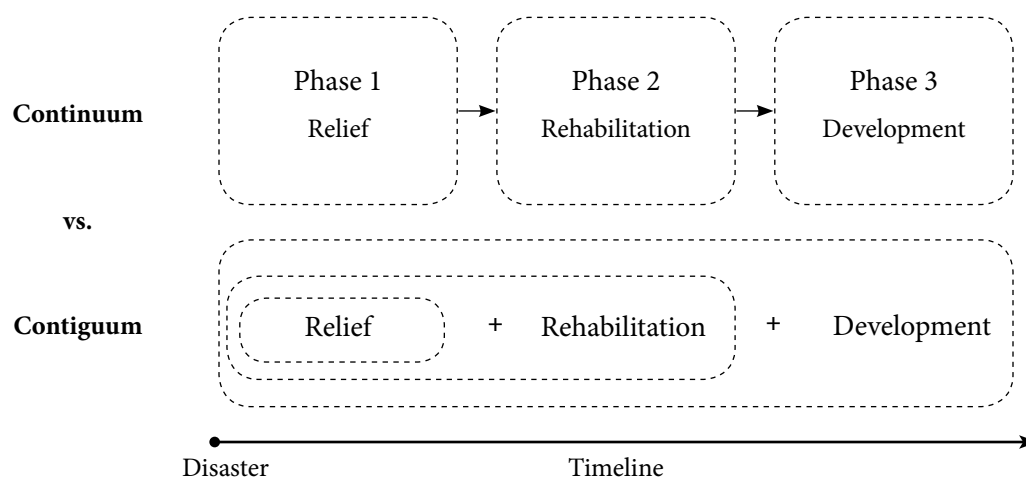 Phase 1
Relief
Phase 2
Rehabilitation
Phase 3
Development
Continuum
vs.
Contiguum
Relief + Rehabilitation + Development
Disaster
Timeline